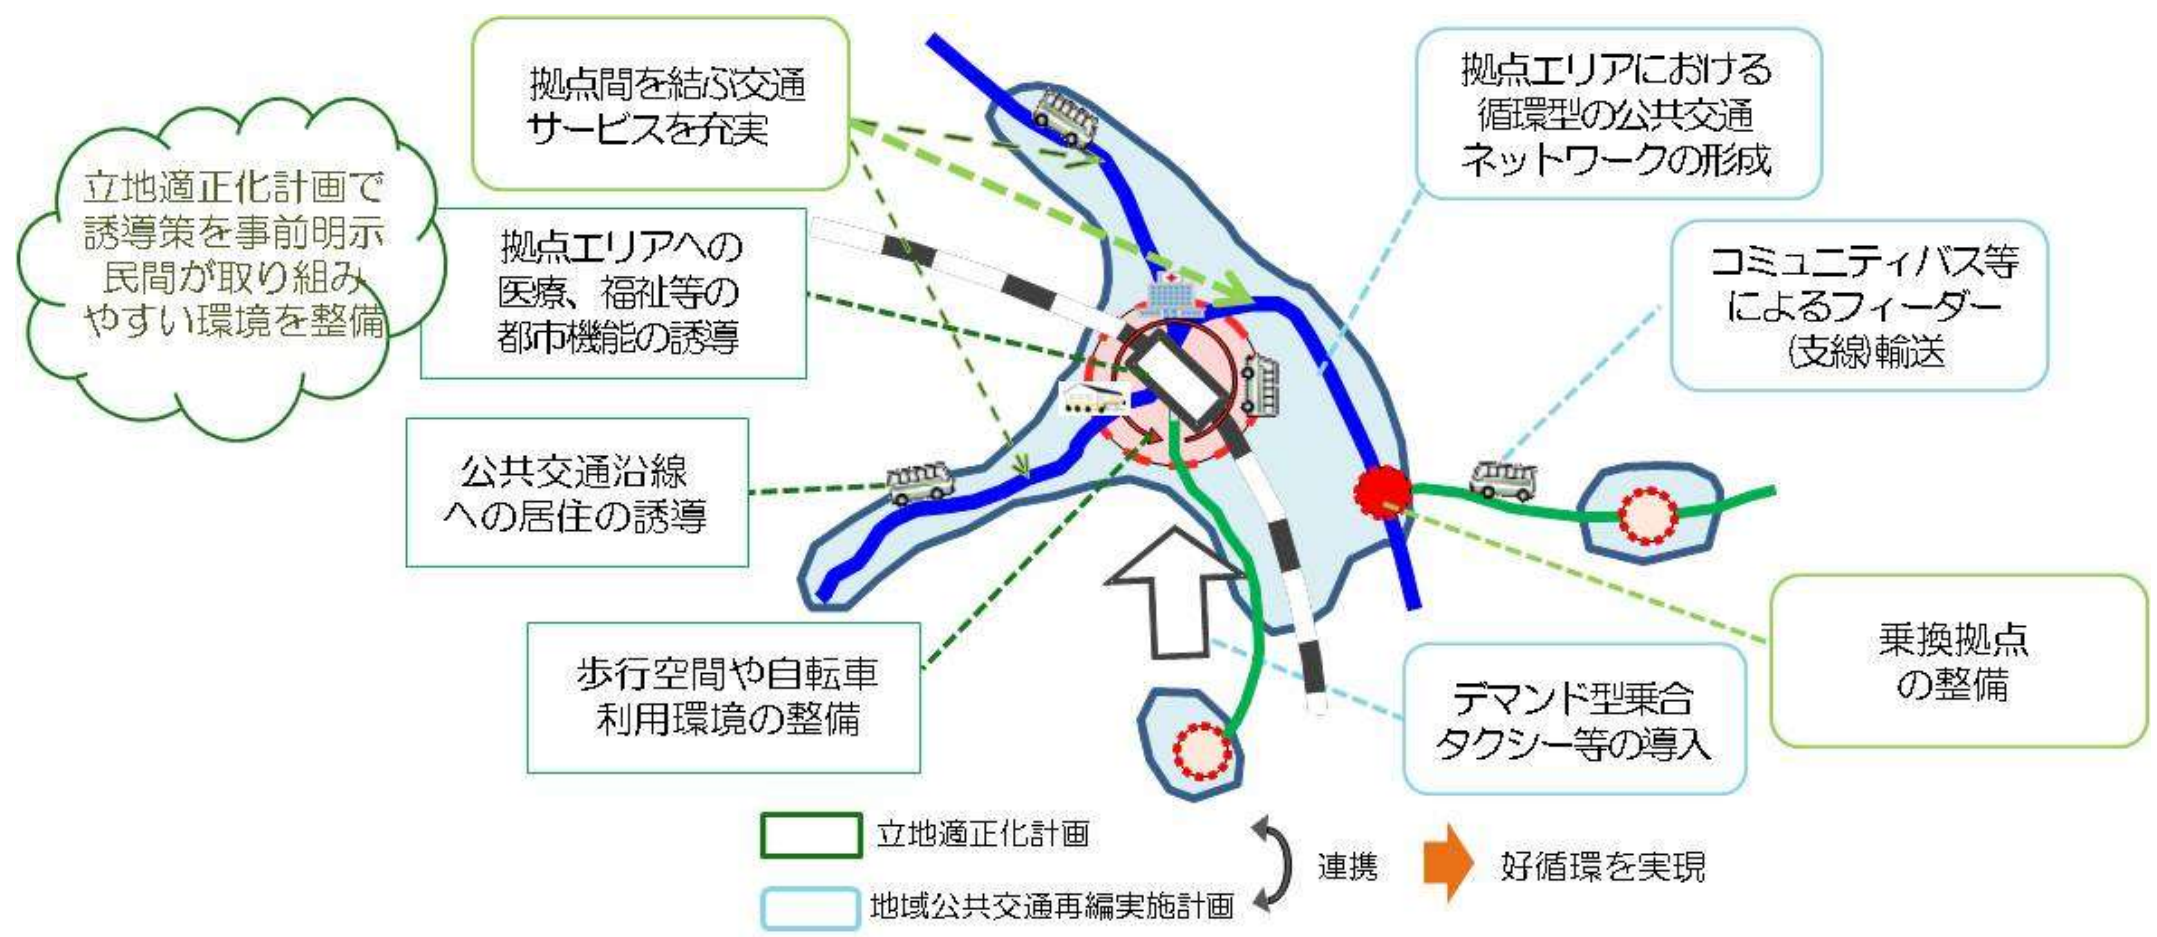 拠点間を結ぶ交通
サービスを充実
拠点エリアにおける
循環型の公共交通
ネットワークの形成
立地適正化計画で
誘導策を事前明示
民間が取り組み
やすい環境を整備
拠点エリアへの
医療、福祉等の
都市機能の誘導
コミュニティバス等
によるフィーダー
(支線)輸送
公共交通沿線
への居住の誘導
歩行空間や自転車
利用環境の整備
乗換拠点
の整備
デマンド型乗合
タクシー等の導入
立地適正化計画
連携
好循環を実現
地域公共交通再編実施計画